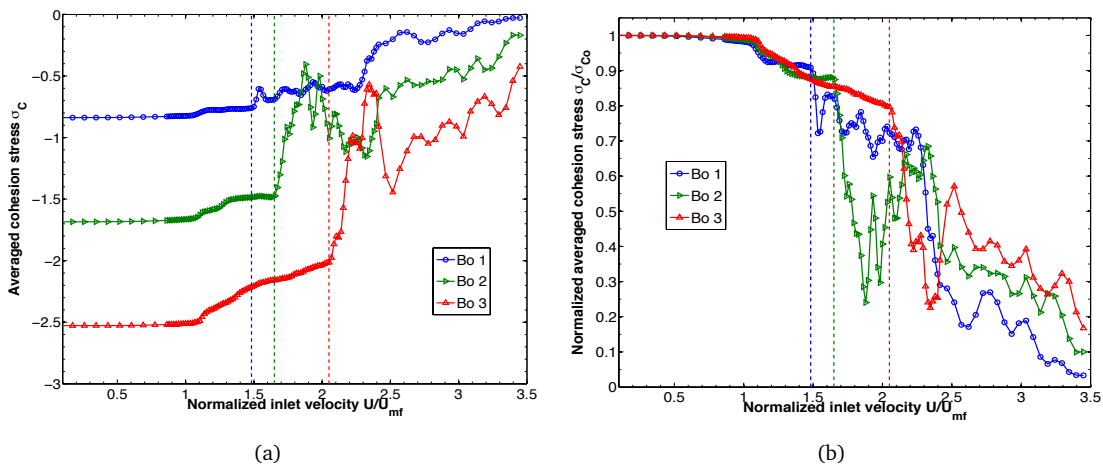 0
−0.5
−1
−1.5
−2
−2.5
−3
0.5 1 1.5 2 2.5 3 3.5
Averaged cohesion stress σC
Normalized inlet velocity U/Umf
Bo 1
Bo 2
Bo 3
(a)
1
0.9
0.8
0.7
0.6
0.5
0.4
0.3
0.2
0.1
0
0.5 1 1.5 2 2.5 3 3.5
Normalized averaged cohesion stress σC/σCo
Normalized inlet velocity U/Umf
Bo 1
Bo 2
Bo 3
(b)